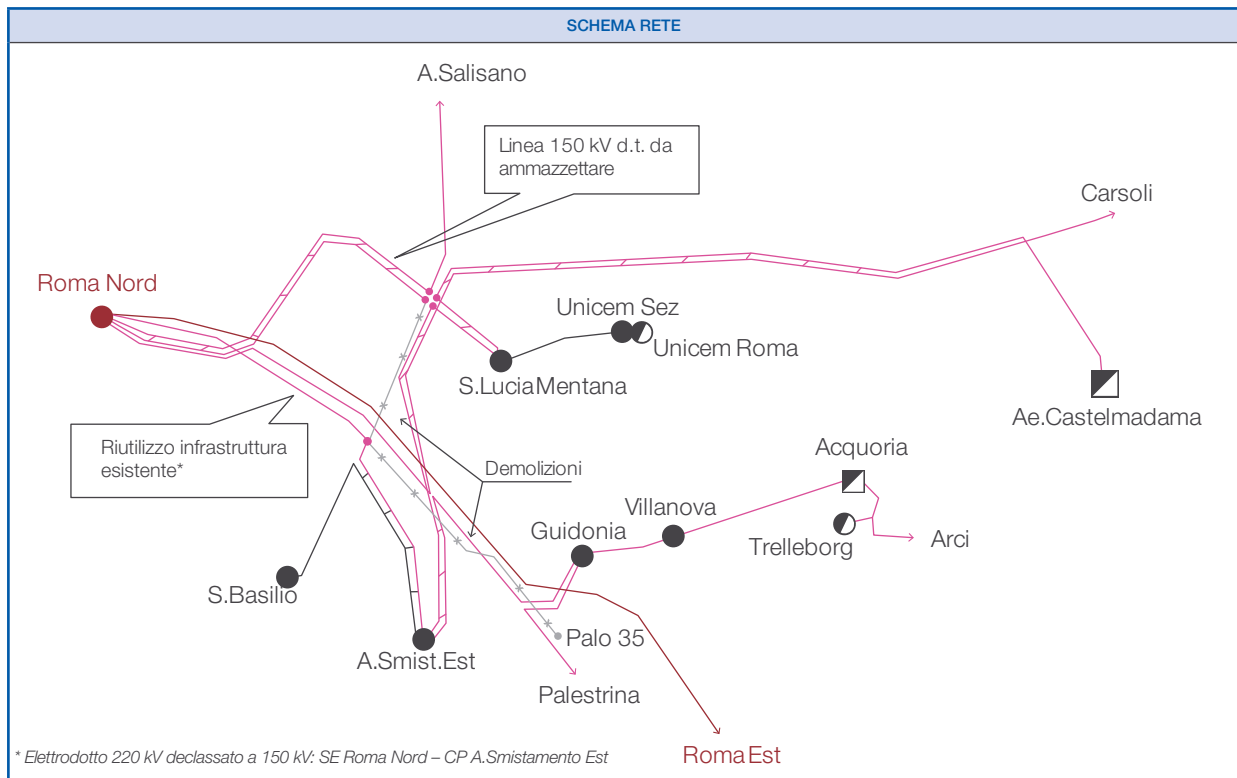 SCHEMA RETE
A.Salisano
Linea 150 kV d.t. da
ammazzettare
Carsoli
Roma Nord
Unicem Sez
Unicem Roma
S.LuciaMentana
Ae.Castelmadama
Riutilizzo infrastruttura
esistente*
Demolizioni
Acquoria
Villanova
Guidonia
Trelleborg
Arci
S.Basilio
Palo 35
A.Smist.Est
Palestrina
Roma Est
* Elettrodotto 220 kV declassato a 150 kV: SE Roma Nord – CP A.Smistamento Est